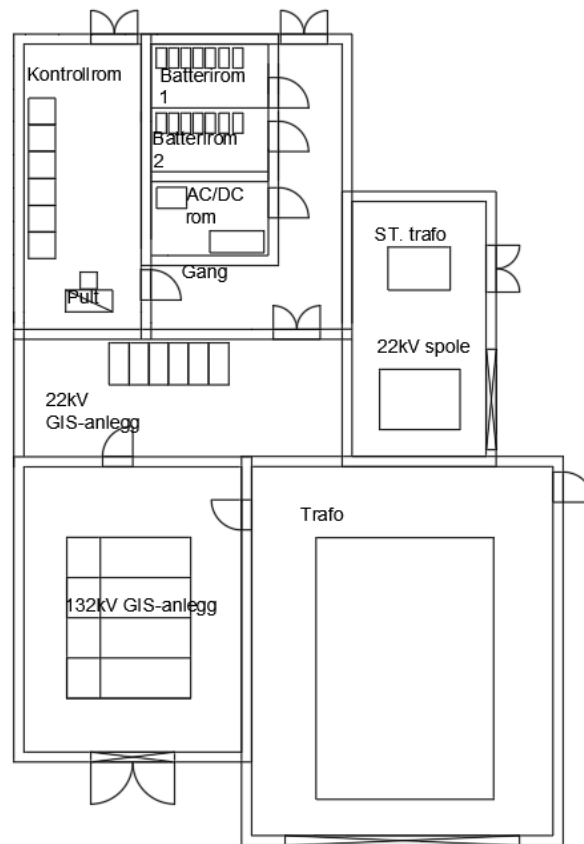 Kontrollrom
Batterirom
1
Batterirom
2
AC/DC
rom
Gang
Pult
ST. trafo
22kV spole
22kV
GIS-anlegg
Trafo
132kV GIS-anlegg